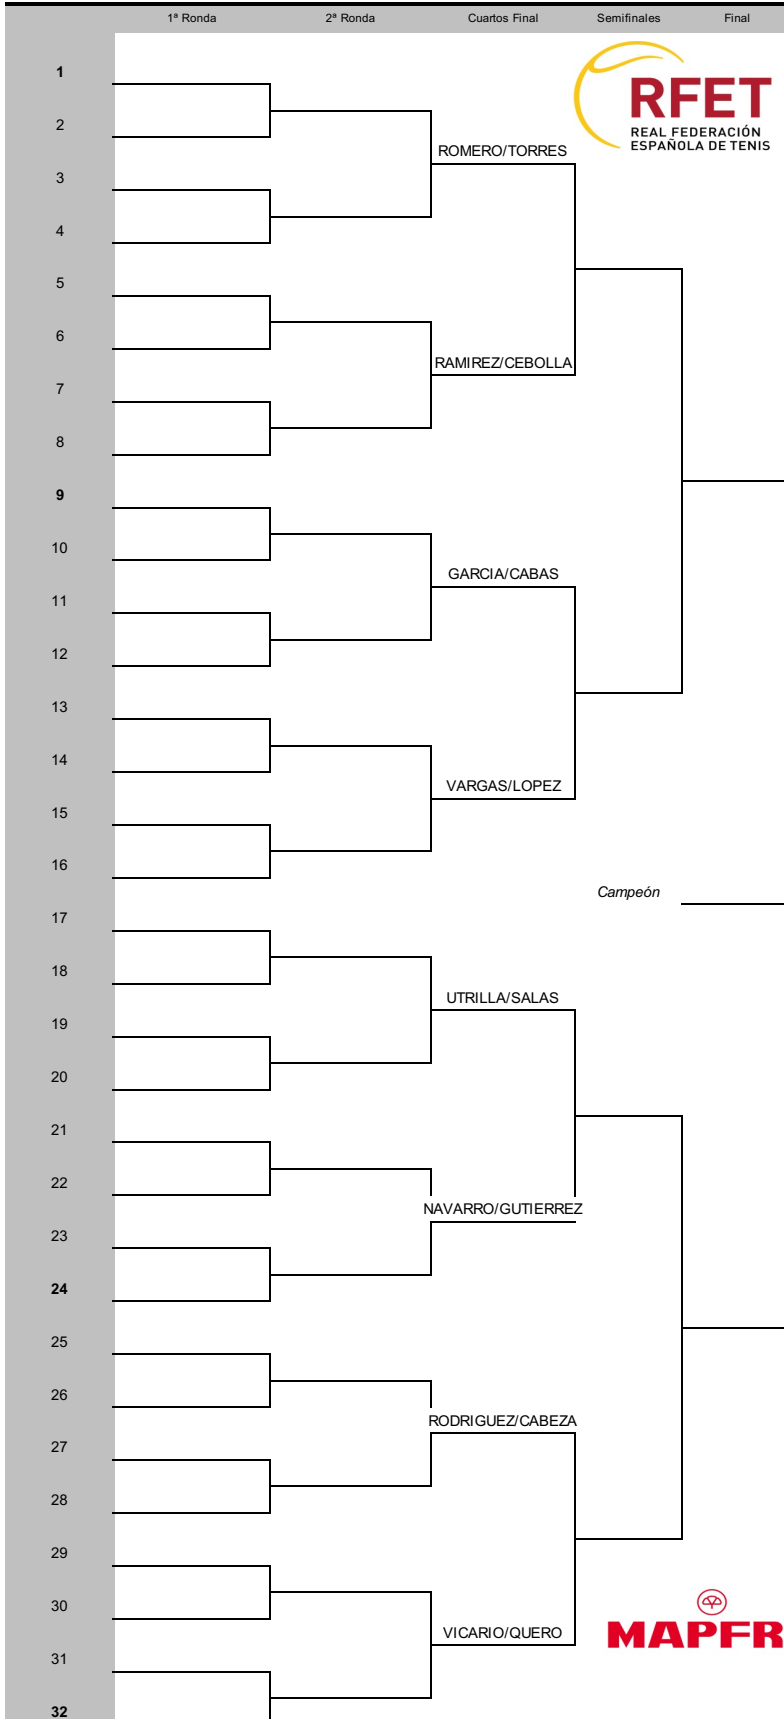 1ª Ronda 2ª Ronda Cuartos Final Semifinales Final
RFET
REAL FEDERACIÓN
ESPAÑOLA DE TENIS
1
2
ROMERO/TORRES
3
4
5
6
RAMIREZ/CEBOLLA
7
8
9
10
GARCIA/CABAS
11
12
13
14
VARGAS/LOPEZ
15
16
Campeón
17
18
UTRILLA/SALAS
19
20
21
22
NAVARRO/GUTIERREZ
23
24
25
26
RODRIGUEZ/CABEZA
27
28
29
30
VICARIO/QUERO
MAPFR
31
32